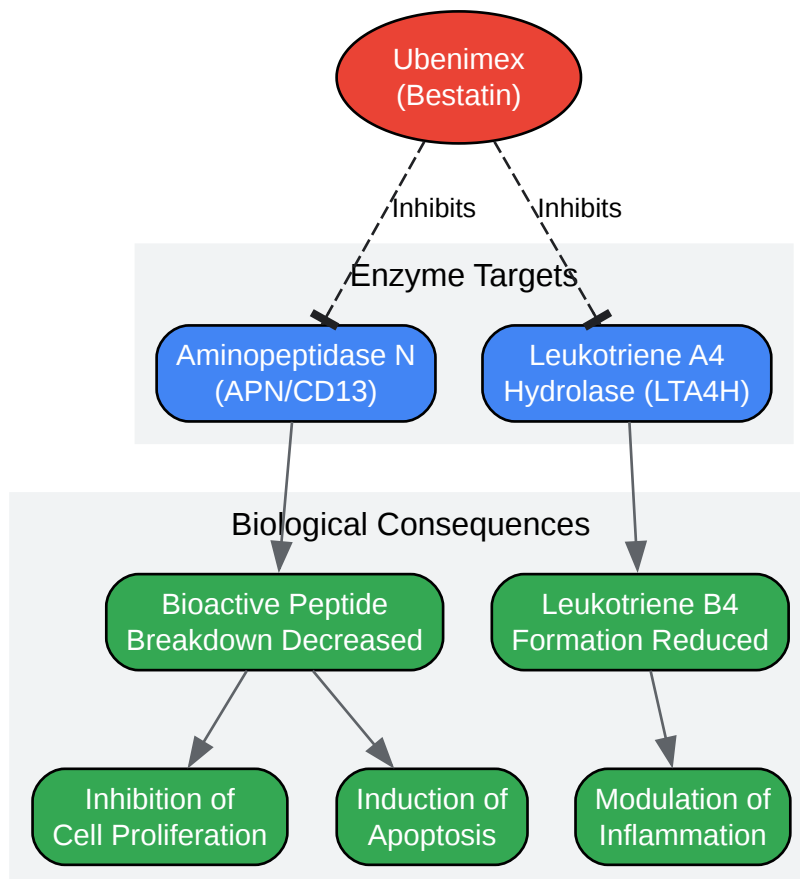 Ubenimex
(Bestatin)
Inhibits
Inhibits
Enzyme Targets
Aminopeptidase N
(APN/CD13)
Leukotriene A4
Hydrolase (LTA4H)
Biological Consequences
Bioactive Peptide
Breakdown Decreased
Leukotriene B4
Formation Reduced
Inhibition of
Cell Proliferation
Induction of
Apoptosis
Modulation of
Inflammation